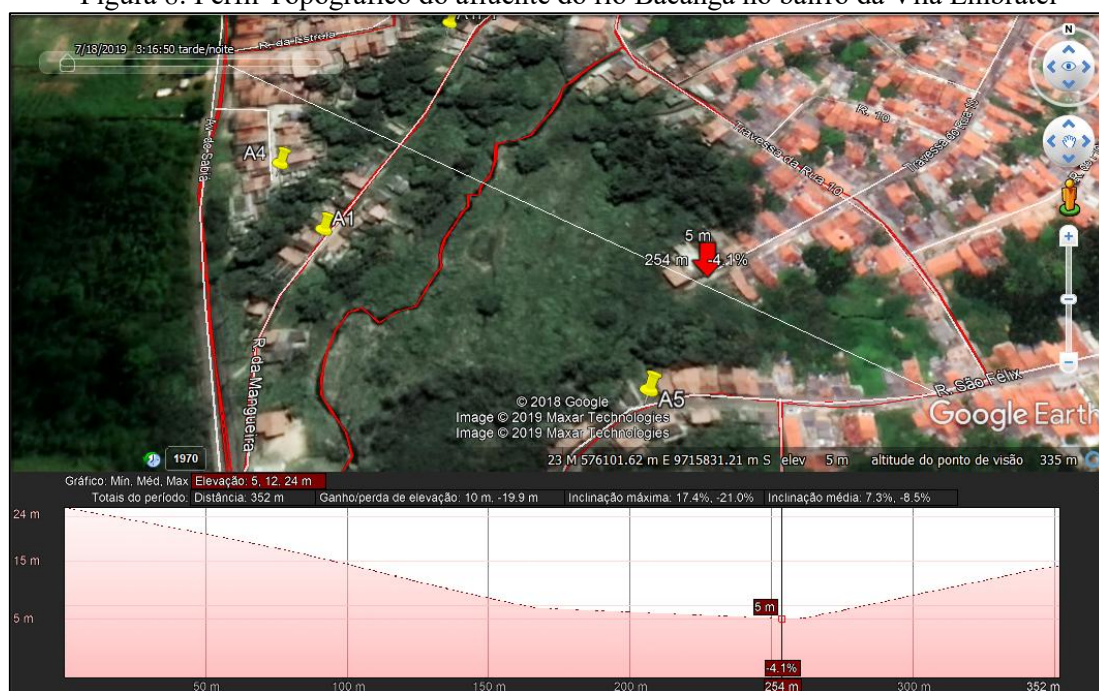 Figura 8: Perfil Topográfico do afluente do rio Bacanga no bairro da Vila Embratel
7/18/2019 3:16:50 tarde/noite
R. da Estrela
N
Av. do Sabiá
A4
A1
R. 10
Travessa da Rua 10
5 m
254 m -4.1%
R. da Mangueira
A5
R. São Félix
© 2018 Google
Image © 2019 Maxar Technologies
Image © 2019 Maxar Technologies
Google Earth
1970
23 M 576101.62 m E 9715831.21 m S elev 5 m altitude do ponto de visão 335 m
Gráfico: Mín, Méd, Max Elevação: 5, 12, 24 m
Totais do período: Distância: 352 m Ganho/perda de elevação: 10 m, -19.9 m Inclinação máxima: 17.4%, -21.0% Inclinação média: 7.3%, -8.5%
24 m
15 m
5 m
5 m
-4.1%
50 m 100 m 150 m 200 m 254 m 300 m 352 m